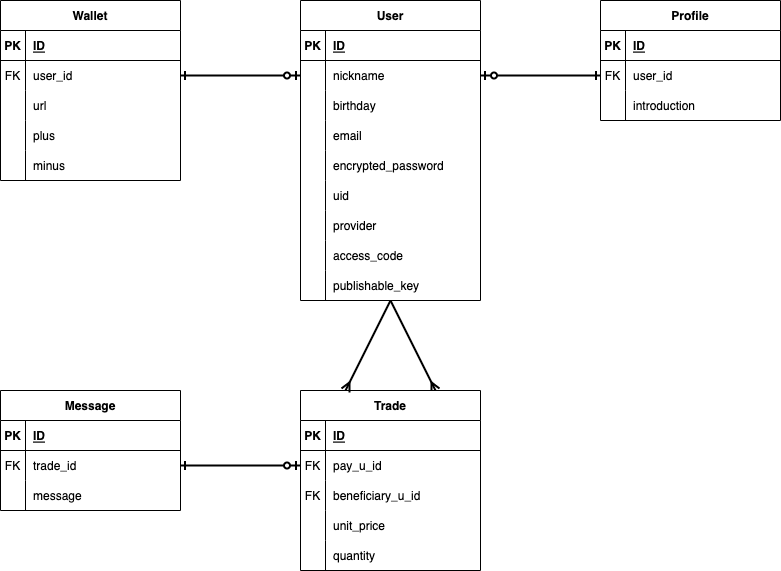 Wallet
PK ID
FK user_id
url
plus
minus
User
PK ID
nickname
birthday
email
encrypted_password
uid
provider
access_code
publishable_key
Profile
PK ID
FK user_id
introduction
Message
PK ID
FK trade_id
message
Trade
PK ID
FK pay_u_id
FK beneficiary_u_id
unit_price
quantity